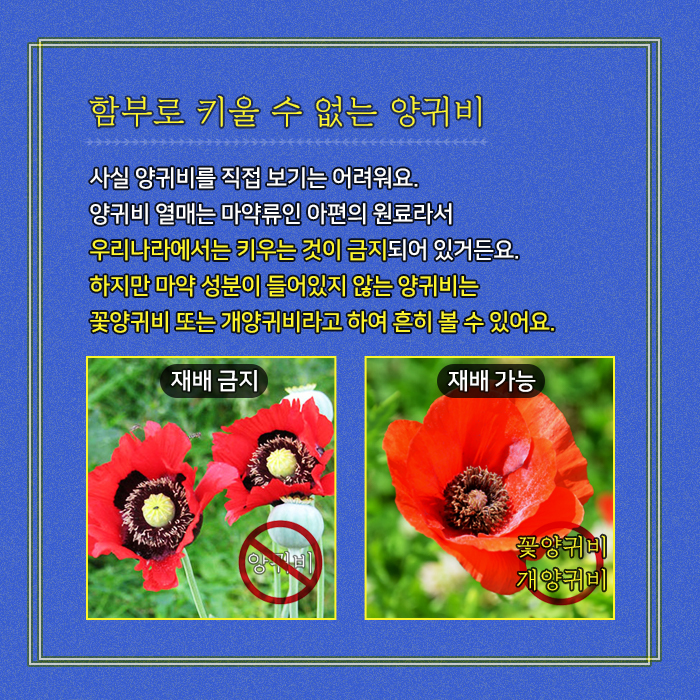 함부로 키울 수 없는 양귀비
사실 양귀비를 직접 보기는 어려워요.
양귀비 열매는 마약류인 아편의 원료라서
우리나라에서는 키우는 것이 금지되어 있거든요.
하지만 마약 성분이 들어있지 않는 양귀비는
꽃양귀비 또는 개양귀비라고 하여 흔히 볼 수 있어요.
재배 금지
양귀비
재배 가능
꽃양귀비
개양귀비